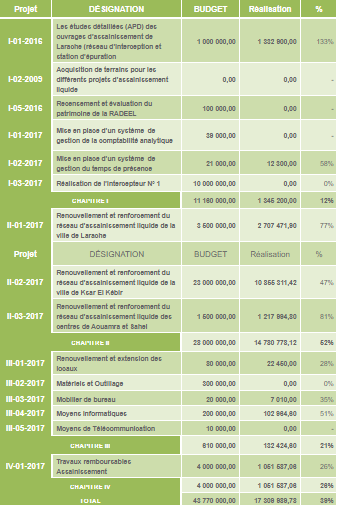 Projet DÉSIGNATION BUDGET Réalisation %
I-01-2016 Les études détaillées (APD) des ouvrages d'assainissement de Larache (réseau d'interception et station d'épuration 1 000 000,00 1 332 900,00 133%
I-02-2009 Acquisition de terrains pour les différents projets d'assainissement liquide 0,00 0,00 -
I-05-2016 Recensement et évaluation du patrimoine de la RADEEL 100 000,00 0,00 -
I-01-2017 Mise en place d'un système de gestion de la comptabilité analytique 39 000,00 0,00 -
I-02-2017 Mise en place d'un système de gestion du temps de présence 21 000,00 12 300,00 58%
I-03-2017 Réalisation de l'intercepteur N° 1 10 000 000,00 0,00 0%
CHAPITRE I 11 160 000,00 1 345 200,00 12%
II-01-2017 Renouvellement et renforcement du réseau d'assainissement liquide de la ville de Larache 3 500 000,00 2 707 471,90 77%
Projet DÉSIGNATION BUDGET Réalisation %
II-02-2017 Renouvellement et renforcement du réseau d'assainissement liquide de la ville de Ksar El Kébir 23 000 000,00 10 855 311,42 47%
II-03-2017 Renouvellement et renforcement du réseau d'assainissement liquide des centres de Aouamra et Sahel 1 500 000,00 81%
CHAPITRE II 28 000 000,00 14 780 778,12 52%
III-01-2017 Renouvellement et extension des locaux 80 000,00 22 450,00 28%
III-02-2017 Matériels et Outillage 300 000,00 0,00 0%
III-03-2017 Mobilier de bureau 20 000,00 7 010,00 35%
III-04-2017 Moyens informatiques 200 000,00 102 964,60 51%
III-05-2017 Moyens de Télécommunication 10 000,00 - -
CHAPITRE III 610 000,00 132 424,60 21%
IV-01-2017 Travaux remboursables Assainissement 4 000 000,00 1 051 537,06 26%
CHAPITRE IV 4 000 000,00 1 051 537,06 26%
TOTAL 43 770 000,00 17 309 939,78 39%